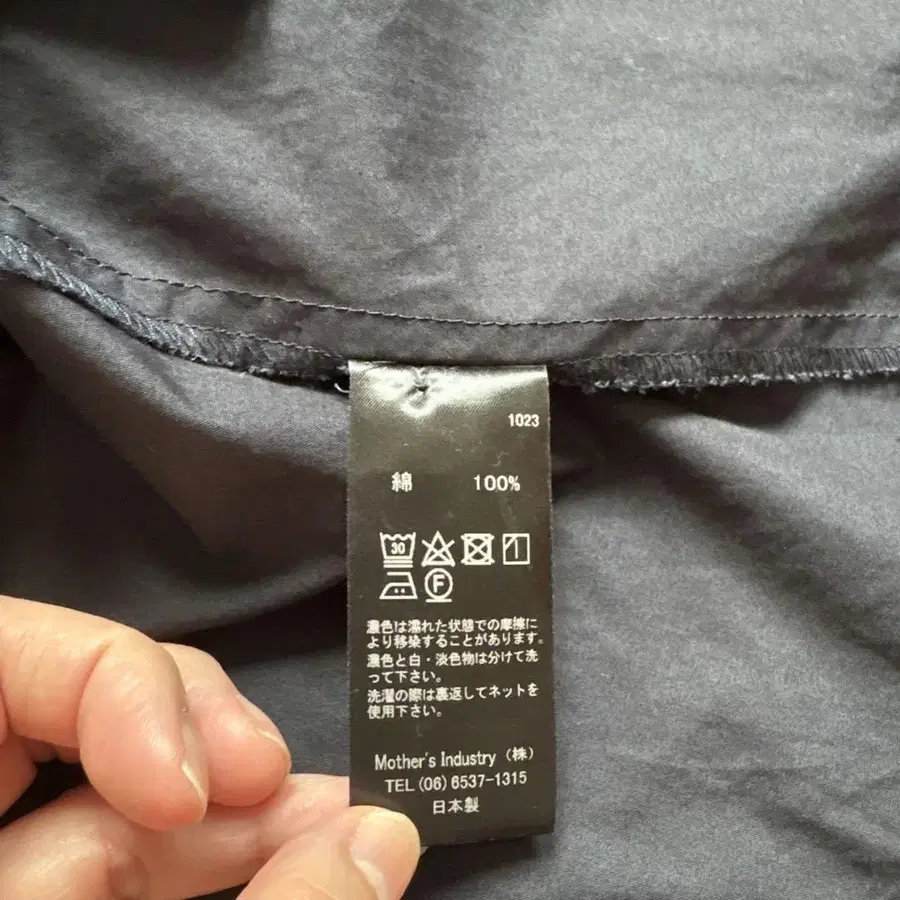 1023
綿 100%
30
F
濃色は濡れた状態での摩擦に
より移染することがあります。
濃色と白・淡色物は分けて洗
って下さい。
洗濯の際は裏返してネットを
使用下さい。
Mother's Industry (株)
TEL (06) 6537-1315
日本製